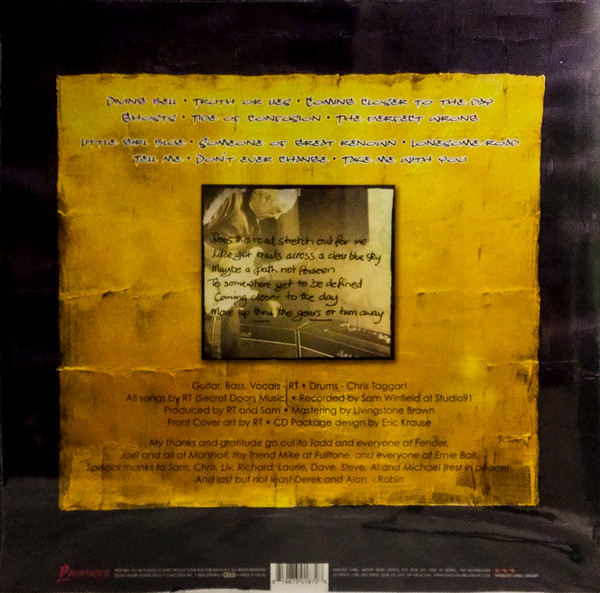 Divine Bell • Truth or Lies • Coming Closer to the Day
Ghosts • Tide of Confusion • The Perfect Wrong
Little Girl Blue • Someone of Great Renown • Lonesome Road
Tell Me • Don't Ever Change • Take Me With You
Does the road stretch out for me
Like jet trails across a clear blue sky
Maybe a path not forseen
To somewhere yet to be defined
Coming closer to the day
Move up thru the gears or turn away
Guitar, Bass, Vocals - RT • Drums - Chris Taggart
All songs by RT (Secret Doors Music) • Recorded by Sam Winfield at Studio91
Produced by RT and Sam • Mastering by Livingstone Brown
Front Cover art by RT • CD Package design by Eric Krause
My thanks and gratitude go out to Todd and everyone at Fender,
Joel and all at Marshall, my friend Mike at Fulltone, and everyone at Ernie Ball.
Special thanks to Sam, Chris, Liv, Richard, Laurie, Dave, Steve, Al and Michael (rest in peace).
And last but not least Derek and Alan. - Robin
Provogue